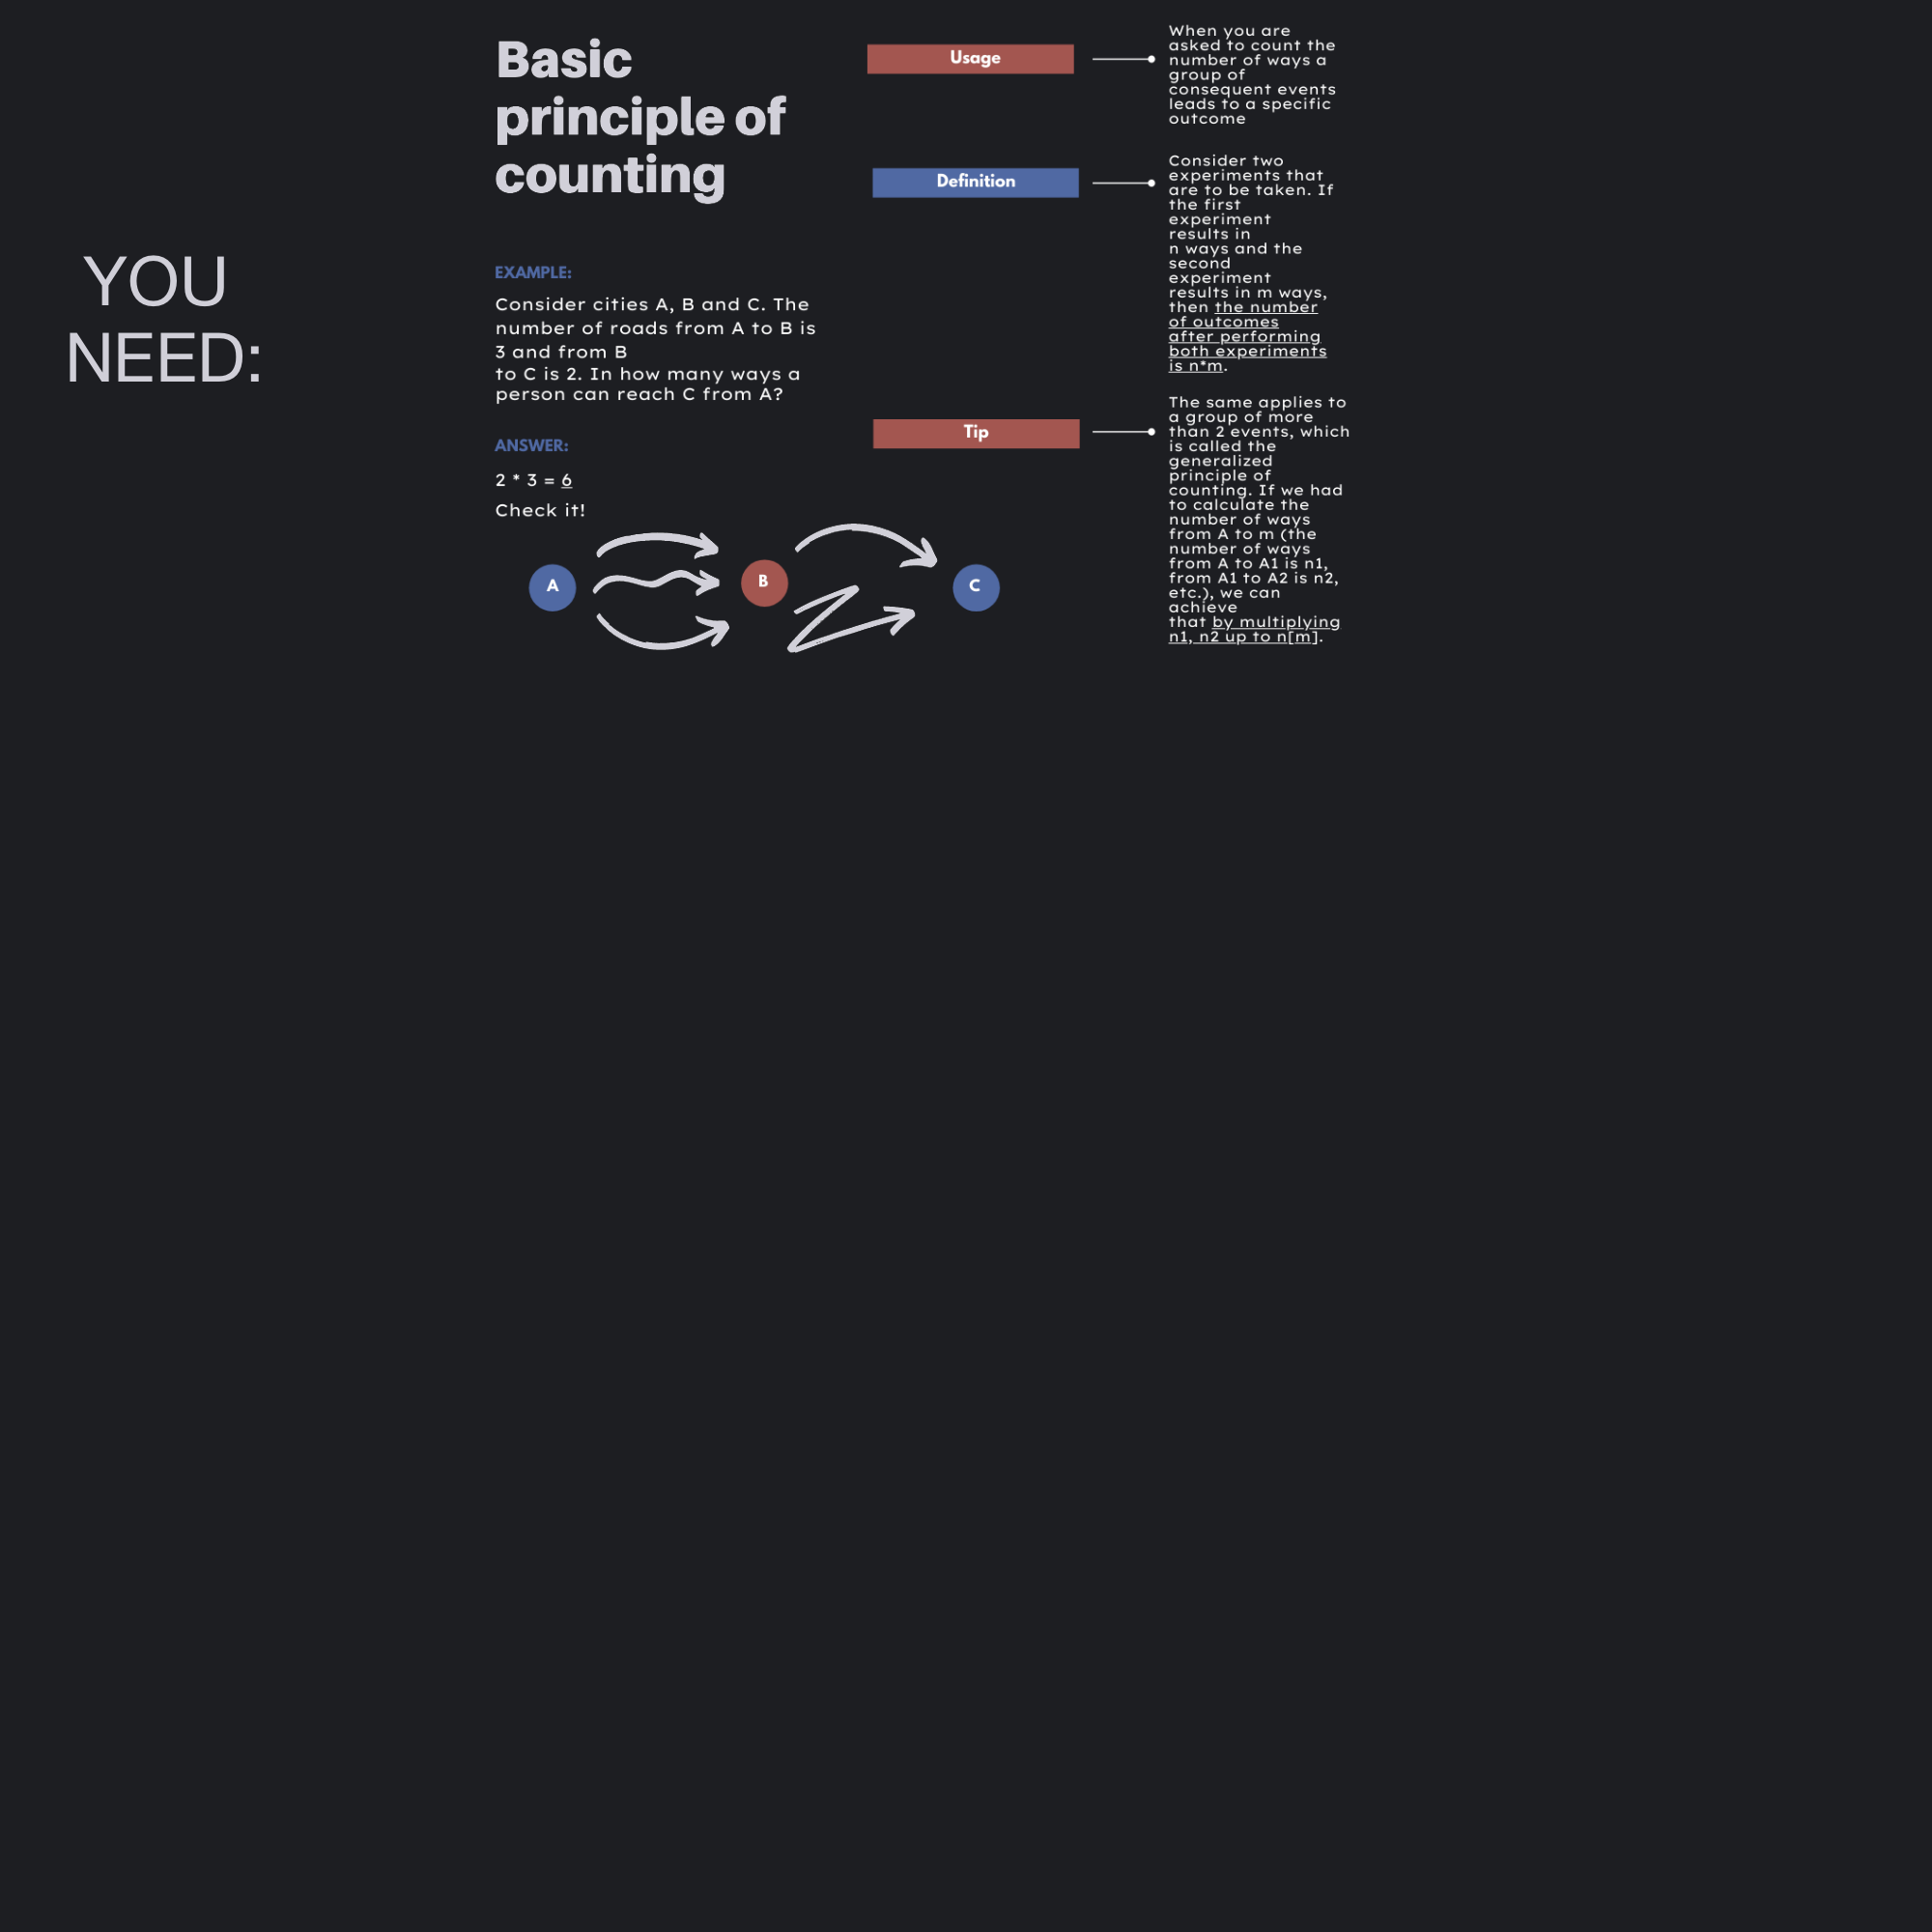 YOU
NEED:
Basic
principle of
counting
EXAMPLE:
Consider cities A, B and C. The
number of roads from A to B is
3 and from B
to C is 2. In how many ways a
person can reach C from A?
ANSWER:
2 * 3 = 6
Check it!
A
B
C
Usage
When you are
asked to count the
number of ways a
group of
consequent events
leads to a specific
outcome
Definition
Consider two
experiments that
are to be taken. If
the first
experiment
results in
n ways and the
second
experiment
results in m ways,
then the number
of outcomes
after performing
both experiments
is n*m.
Tip
The same applies to
a group of more
than 2 events, which
is called the
generalized
principle of
counting. If we had
to calculate the
number of ways
from A to m (the
number of ways
from A to A1 is n1,
from A1 to A2 is n2,
etc.), we can
achieve
that by multiplying
n1, n2 up to n[m].